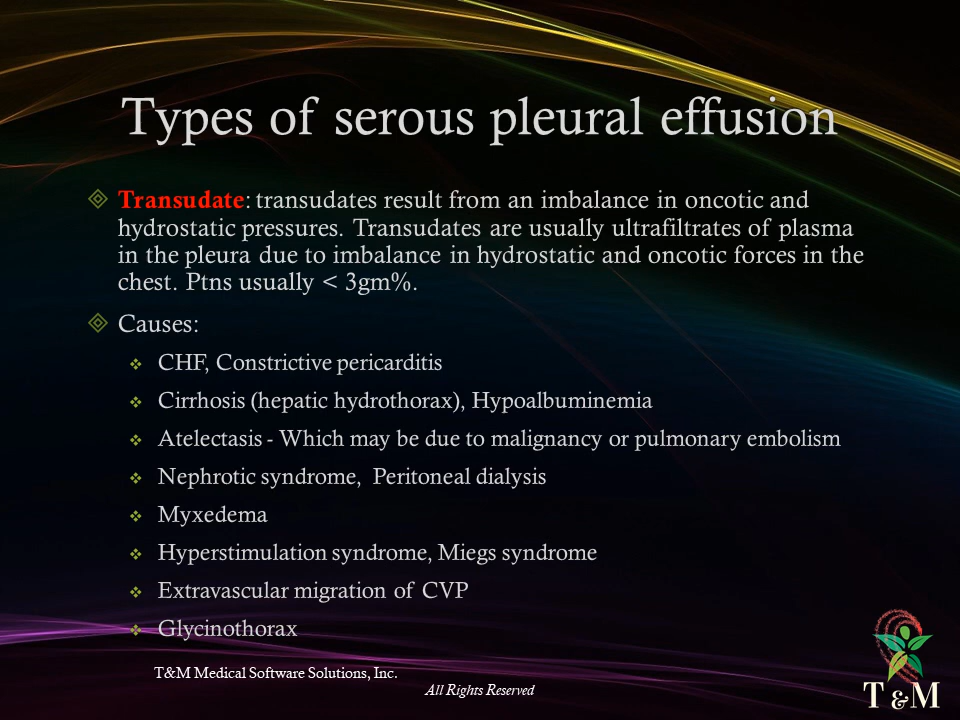 Types of serous pleural effusion
Transudate: transudates result from an imbalance in oncotic and
hydrostatic pressures. Transudates are usually ultrafiltrates of plasma
in the pleura due to imbalance in hydrostatic and oncotic forces in the
chest. Ptns usually < 3gm%.
Causes:
CHF, Constrictive pericarditis
Cirrhosis (hepatic hydrothorax), Hypoalbuminemia
Atelectasis - Which may be due to malignancy or pulmonary embolism
Nephrotic syndrome, Peritoneal dialysis
Myxedema
Hyperstimulation syndrome, Miegs syndrome
Extravascular migration of CVP
Glycinothorax
T&M Medical Software Solutions, Inc.
All Rights Reserved
T&M